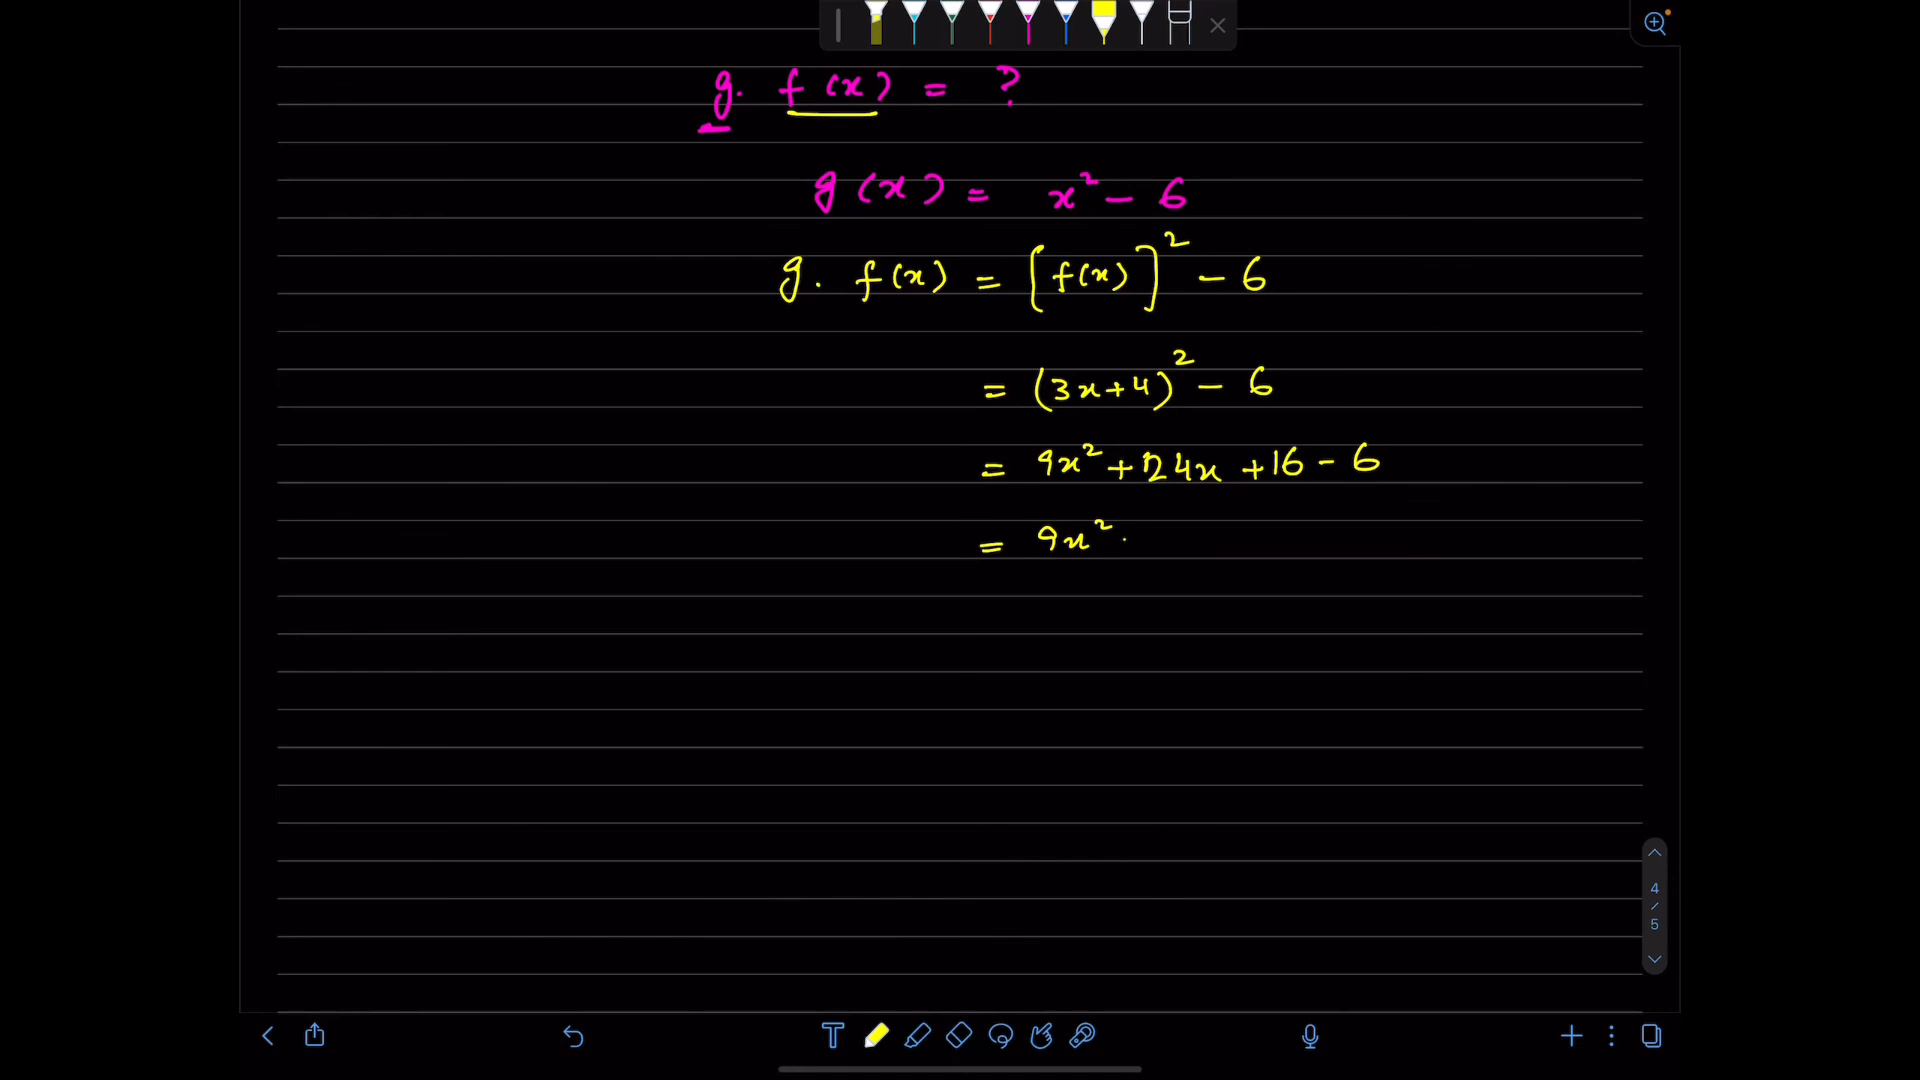 g. f(x) = ?
g(x) = x² - 6
g. f(x) = [f(x)]² - 6
= (3x+4)² - 6
= 9x² + 24x + 16 - 6
= 9x² .
4
/
5
T